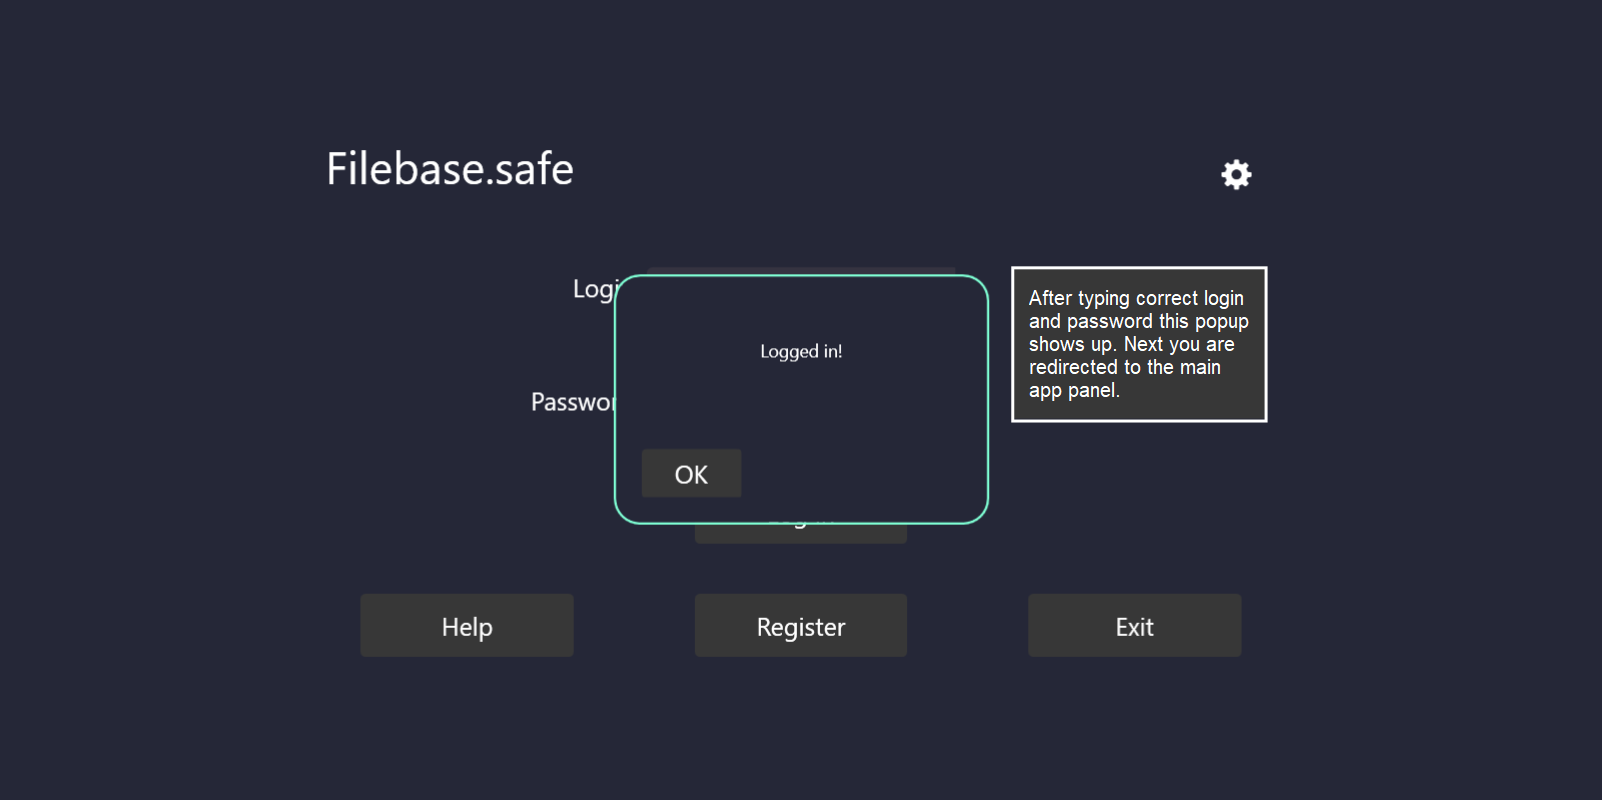 Filebase.safe
Logi
After typing correct login
and password this popup
shows up. Next you are
redirected to the main
app panel.
Logged in!
Passwor
OK
Help
Register
Exit